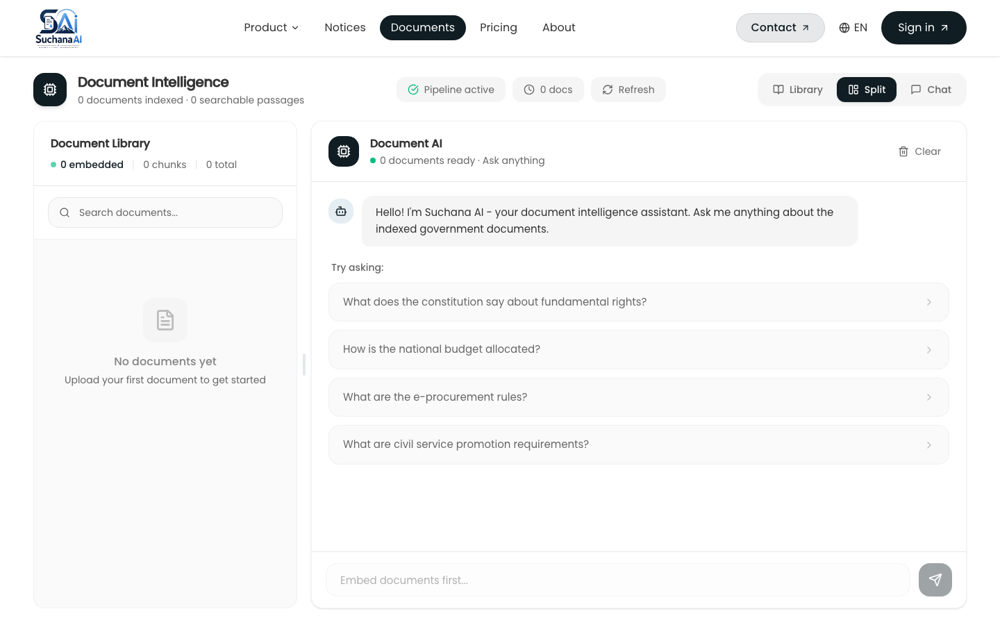 SAi
SuchanaAI
Product
Notices
Documents
Pricing
About
Contact
EN
Sign in
Document Intelligence
0 documents indexed · 0 searchable passages
Pipeline active
0 docs
Refresh
Library
Split
Chat
Document Library
0 embedded
0 chunks
0 total
Search documents...
No documents yet
Upload your first document to get started
Document AI
0 documents ready · Ask anything
Clear
Hello! I'm Suchana AI - your document intelligence assistant. Ask me anything about the
indexed government documents.
Try asking:
What does the constitution say about fundamental rights?
How is the national budget allocated?
What are the e-procurement rules?
What are civil service promotion requirements?
Embed documents first...